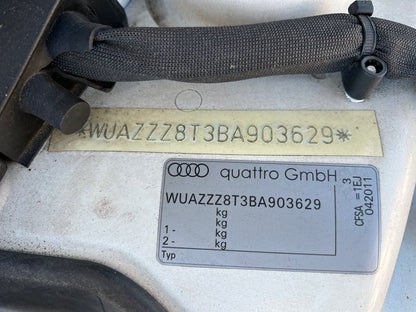 *WUAZZZ8T3BA903629*
quattro GmbH
WUAZZZ8T3BA903629
kg
kg
1- kg
2- kg
Typ
3
CFSA =1EJ
042011